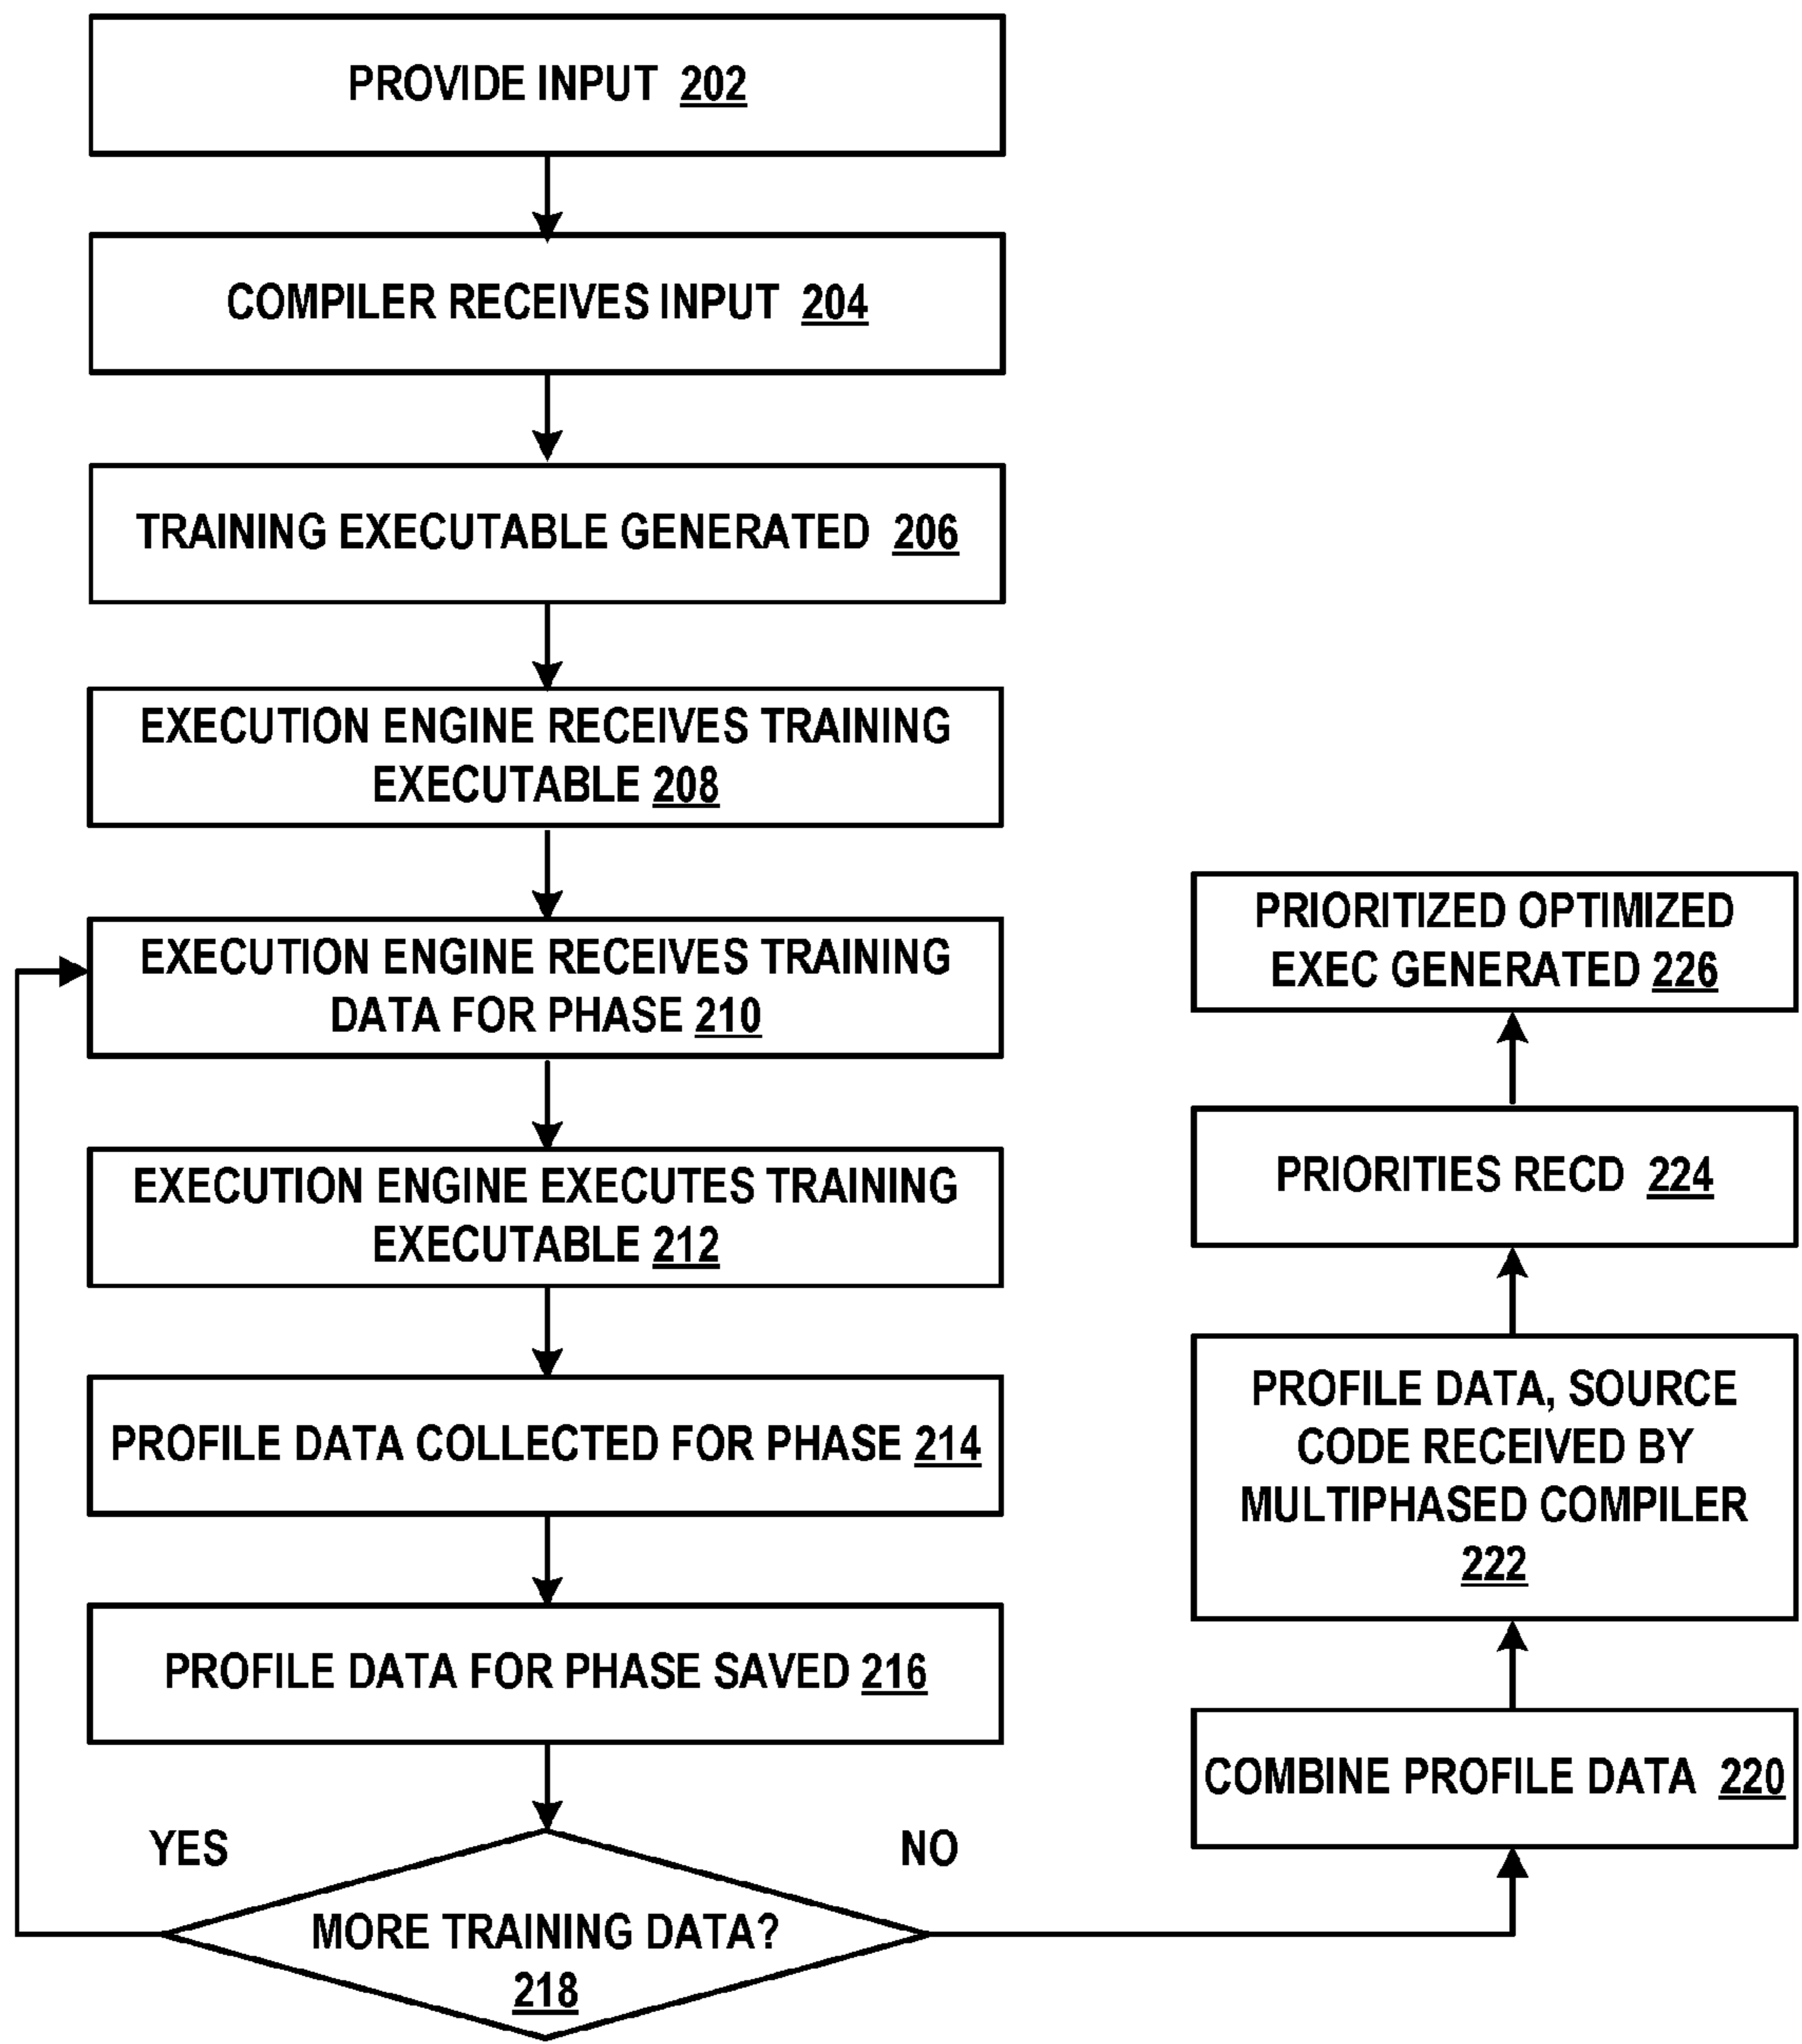 PROVIDE INPUT 202
COMPILER RECEIVES INPUT 204
TRAINING EXECUTABLE GENERATED 206
EXECUTION ENGINE RECEIVES TRAINING
EXECUTABLE 208
EXECUTION ENGINE RECEIVES TRAINING
DATA FOR PHASE 210
EXECUTION ENGINE EXECUTES TRAINING
EXECUTABLE 212
PROFILE DATA COLLECTED FOR PHASE 214
PROFILE DATA FOR PHASE SAVED 216
YES
NO
MORE TRAINING DATA?
218
COMBINE PROFILE DATA 220
PROFILE DATA, SOURCE
CODE RECEIVED BY
MULTIPHASED COMPILER
222
PRIORITIES RECD 224
PRIORITIZED OPTIMIZED
EXEC GENERATED 226